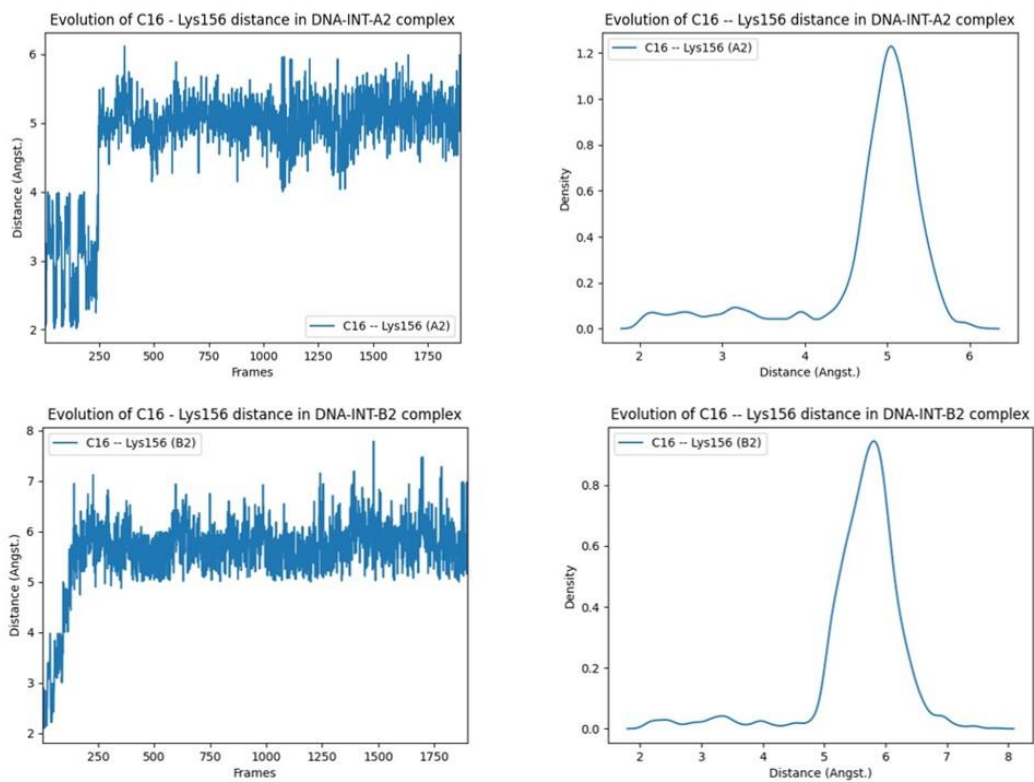 Evolution of C16 - Lys156 distance in DNA-INT-A2 complex
Distance (Angst.)
6
5
4
3
2
C16 -- Lys156 (A2)
250 500 750 1000 1250 1500 1750
Frames
Evolution of C16 -- Lys156 distance in DNA-INT-A2 complex
C16 -- Lys156 (A2)
Density
1.2
1.0
0.8
0.6
0.4
0.2
0.0
2 3 4 5 6
Distance (Angst.)
Evolution of C16 - Lys156 distance in DNA-INT-B2 complex
C16 -- Lys156 (B2)
Distance (Angst.)
8
7
6
5
4
3
2
250 500 750 1000 1250 1500 1750
Frames
Evolution of C16 -- Lys156 distance in DNA-INT-B2 complex
C16 -- Lys156 (B2)
Density
0.8
0.6
0.4
0.2
0.0
2 3 4 5 6 7 8
Distance (Angst.)